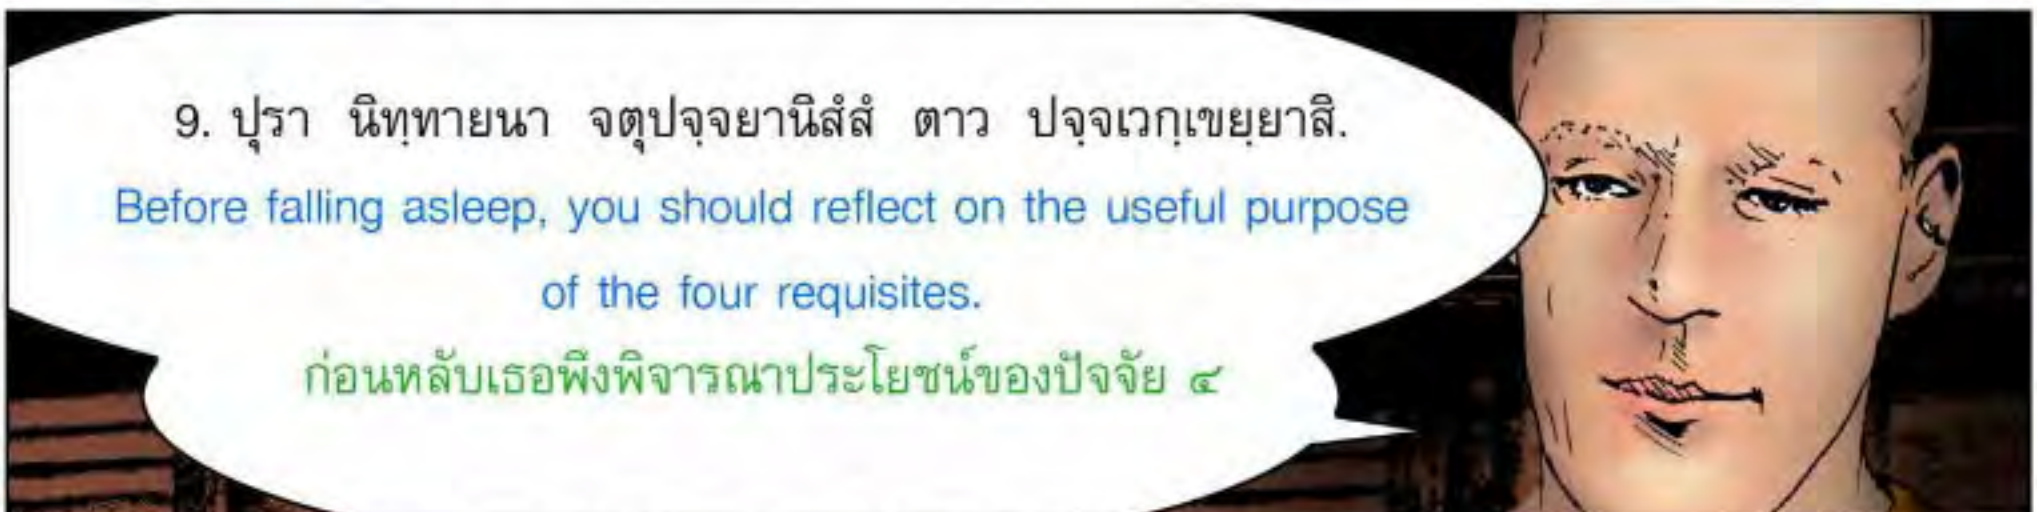 9. ปุรา นิทฺทายนา จตุปจฺจยานิสํสํ ตาว ปจฺจเวกฺเขยฺยาสิ.
Before falling asleep, you should reflect on the useful purpose
of the four requisites.
ก่อนหลับเธอพึงพิจารณาประโยชน์ของปัจจัย ๔